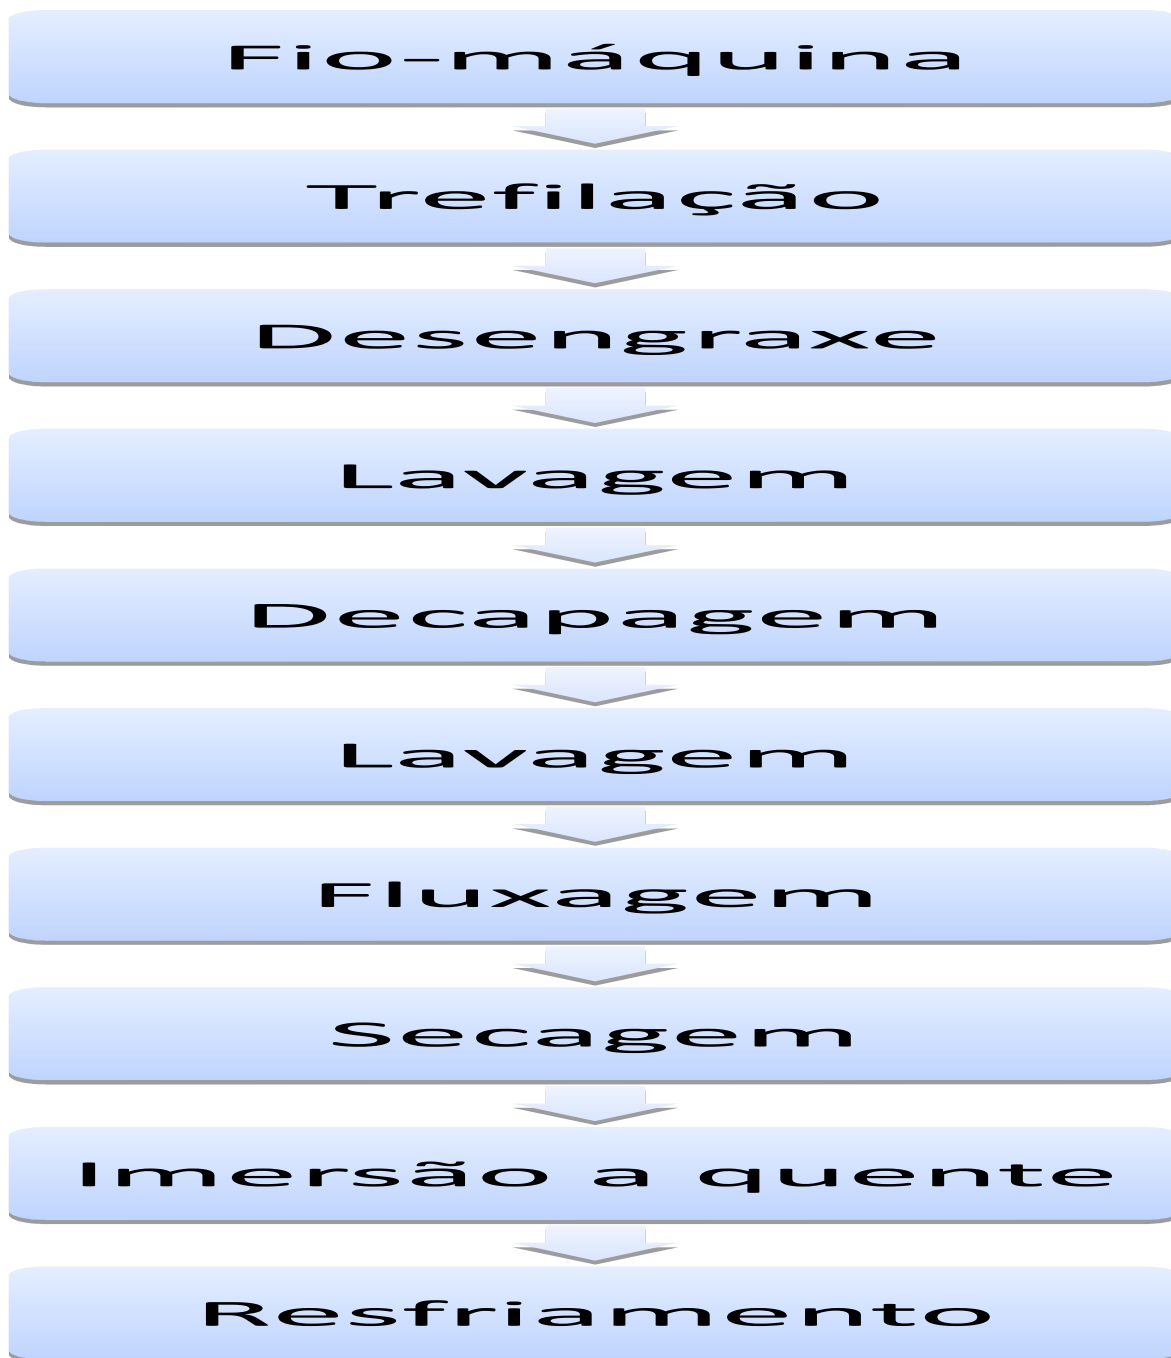 Fio-máquina
Trefilação
Desengraxe
Lavagem
Decapagem
Lavagem
Fluxagem
Secagem
Imersão a quente
Resfriamento